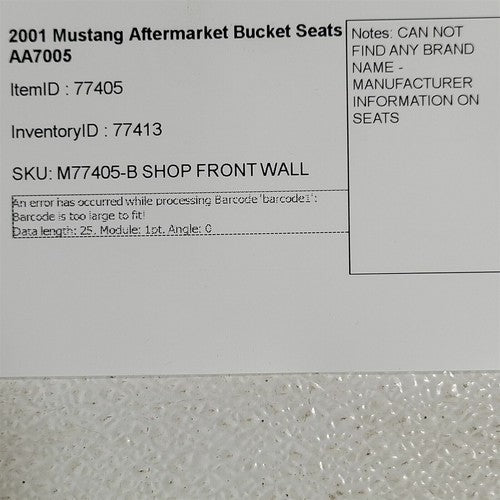 2001 Mustang Aftermarket Bucket Seats
AA7005
ItemID : 77405
InventoryID : 77413
SKU: M77405-B SHOP FRONT WALL
An error has occurred while processing Barcode 'barcode1':
Barcode is too large to fit!
Data length: 25, Module: 1pt, Angle: 0
Notes: CAN NOT
FIND ANY BRAND
NAME -
MANUFACTURER
INFORMATION ON
SEATS